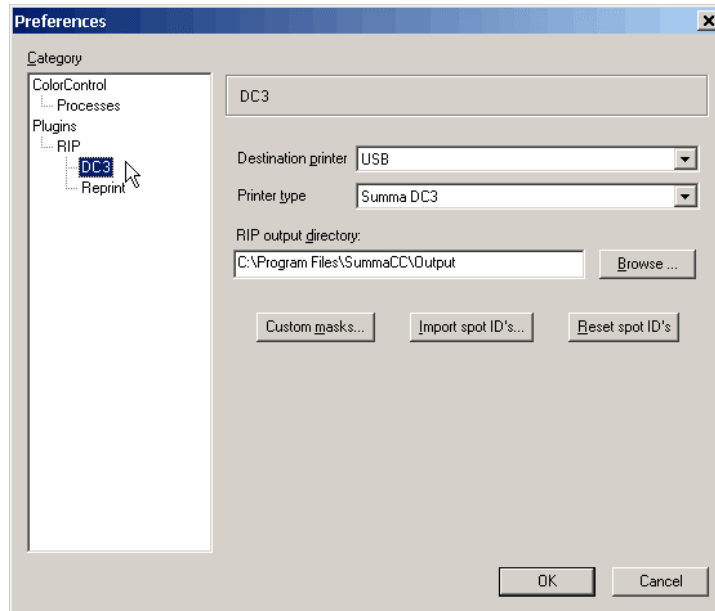 Preferences
Category
ColorControl
Processes
Plugins
RIP
DC3
Reprint
DC3
Destination printer USB
Printer type Summa DC3
RIP output directory:
C:\Program Files\SummaCC\Output Browse ...
Custom masks... Import spot ID's... Reset spot ID's
OK Cancel